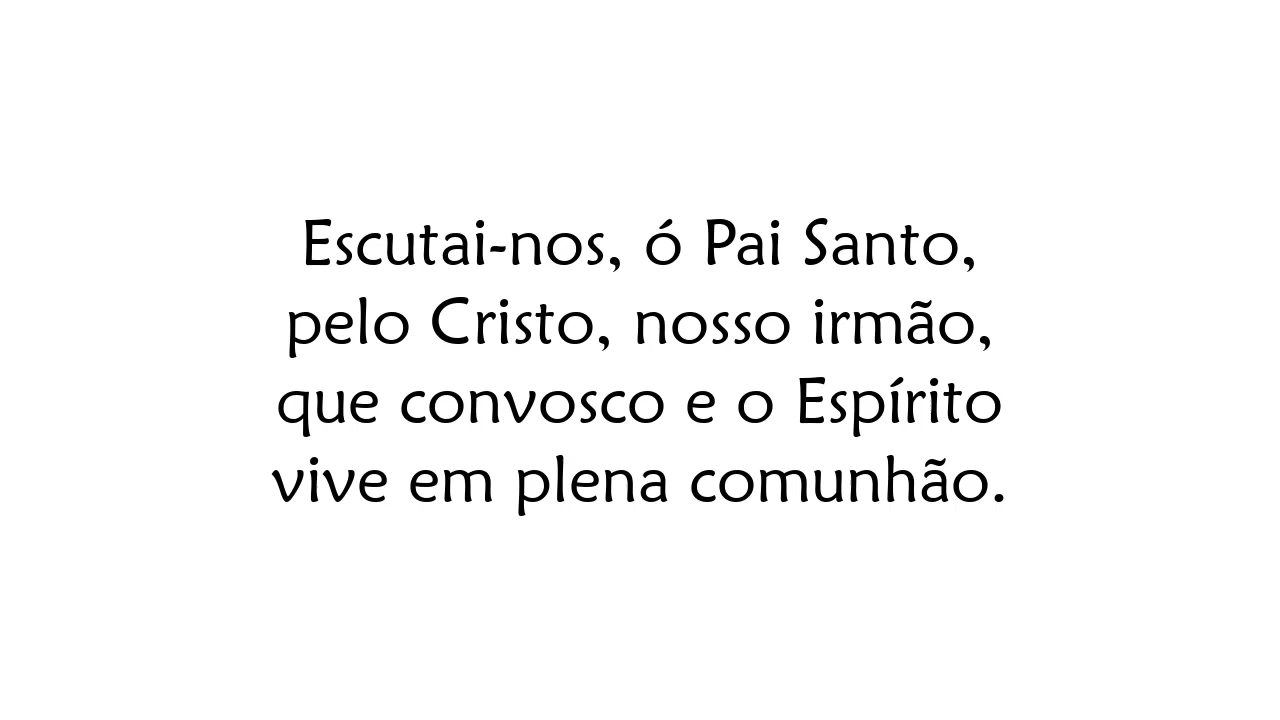 Escutai-nos, ó Pai Santo,
pelo Cristo, nosso irmão,
que convosco e o Espírito
vive em plena comunhão.